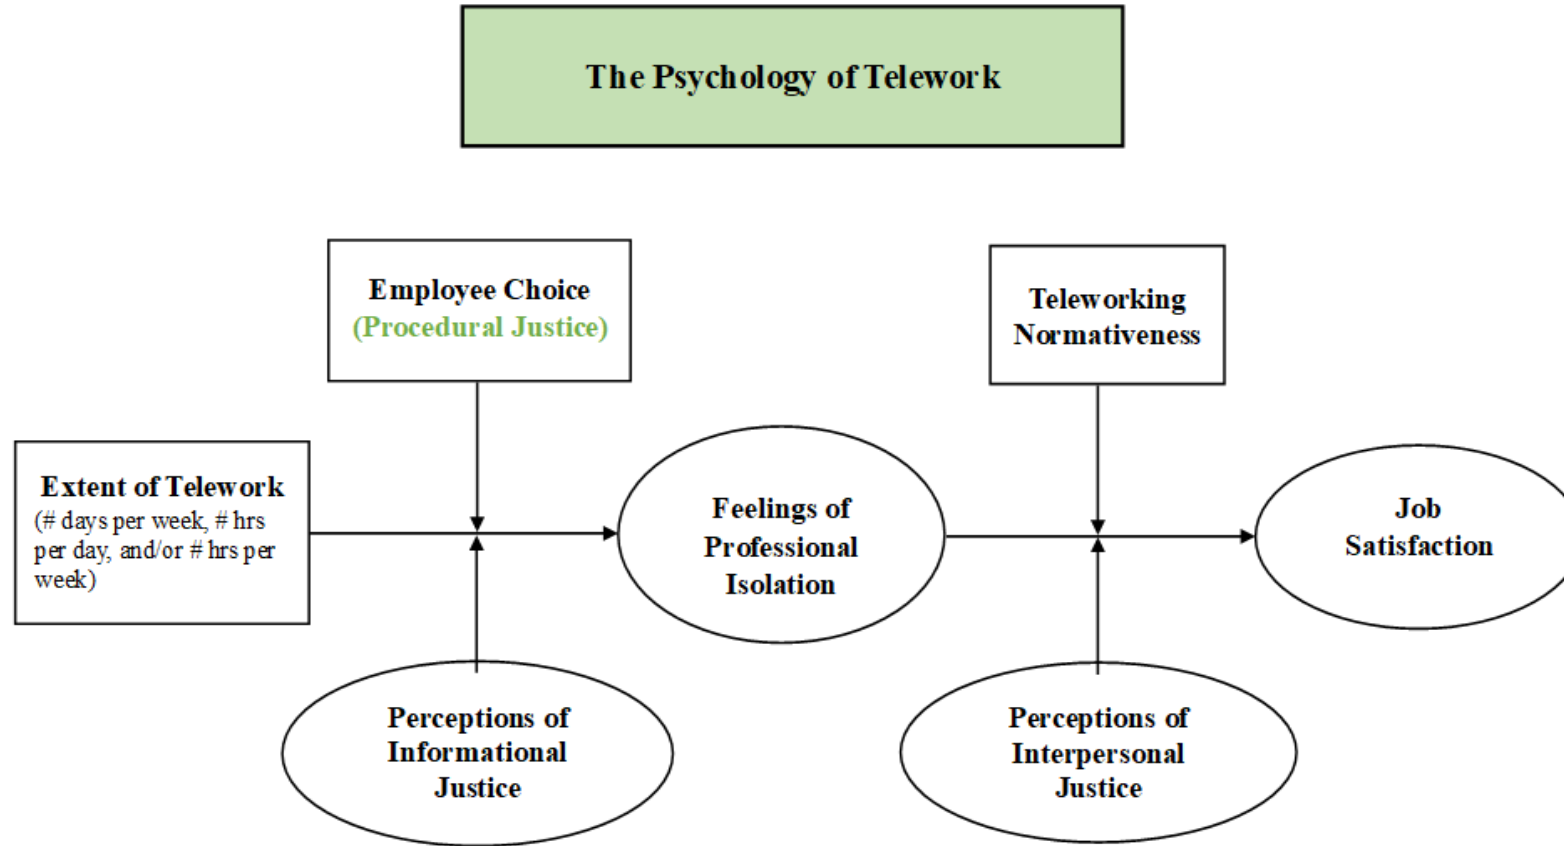 The Psychology of Telework
Employee Choice
(Procedural Justice)
Teleworking
Normativeness
Extent of Telework
(# days per week, # hrs
per day, and/or # hrs per
week)
Feelings of
Professional
Isolation
Job
Satisfaction
Perceptions of
Informational
Justice
Perceptions of
Interpersonal
Justice